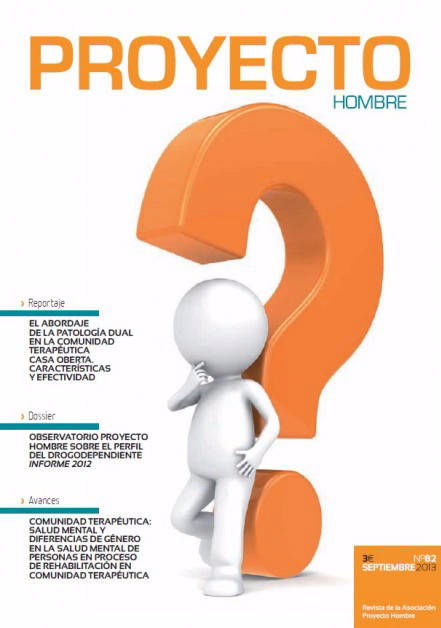 PROYECTO
HOMBRE
› Reportaje
EL ABORDAJE
DE LA PATOLOGÍA DUAL
EN LA COMUNIDAD
TERAPÉUTICA
CASA OBERTA.
CARACTERÍSTICAS
Y EFECTIVIDAD
› Dossier
OBSERVATORIO PROYECTO
HOMBRE SOBRE EL PERFIL
DEL DROGODEPENDIENTE
INFORME 2012
› Avances
COMUNIDAD TERAPÉUTICA:
SALUD MENTAL Y
DIFERENCIAS DE GÉNERO
EN LA SALUD MENTAL DE
PERSONAS EN PROCESO
DE REHABILITACIÓN EN
COMUNIDAD TERAPÉUTICA
3€ Nº82
SEPTIEMBRE2013
Revista de la Asociación
Proyecto Hombre